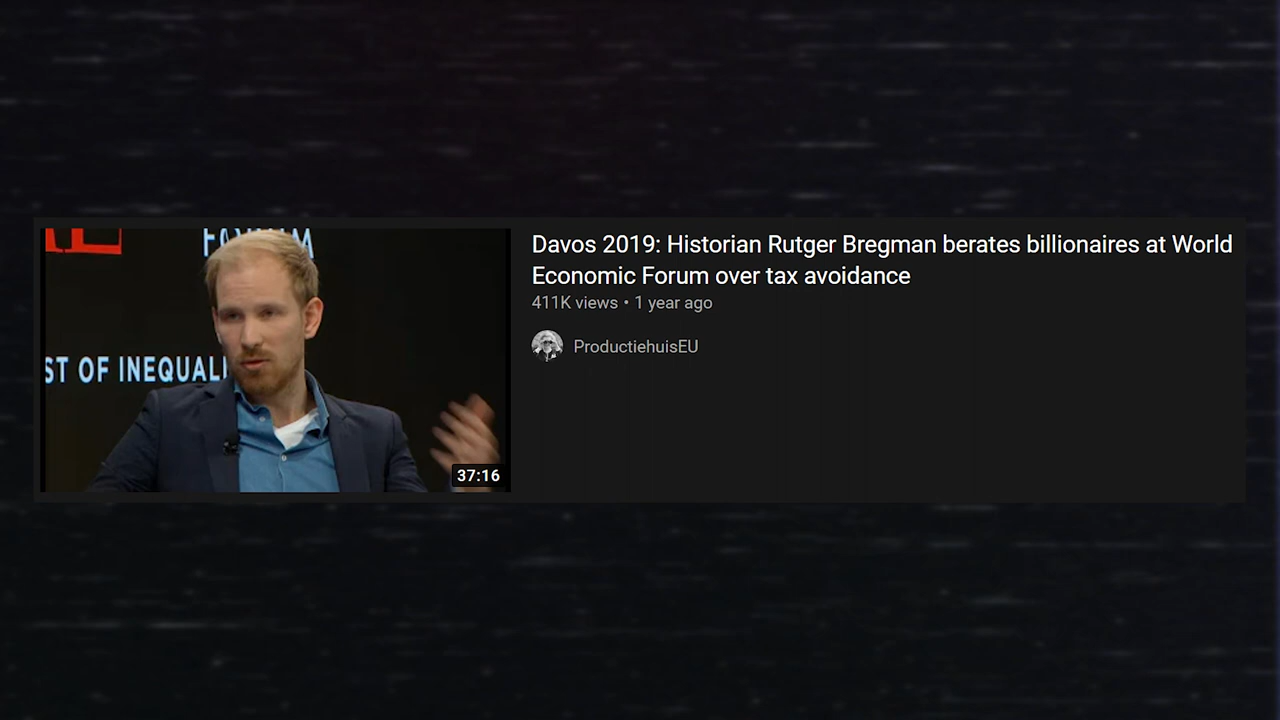 Davos 2019: Historian Rutger Bregman berates billionaires at World
Economic Forum over tax avoidance
411K views • 1 year ago
ProductiehuisEU
ST OF INEQUALI
37:16